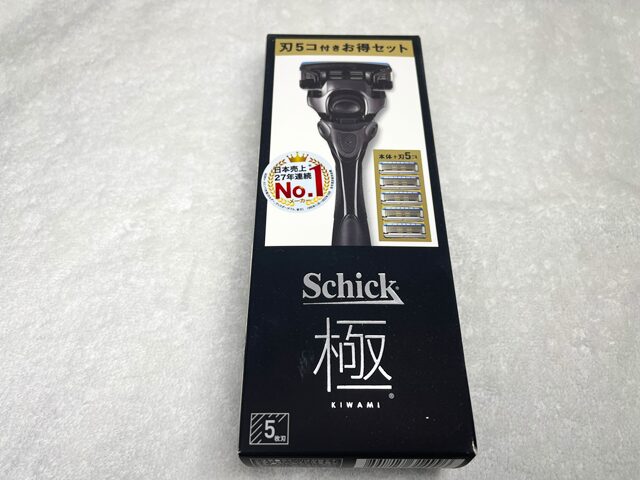 刃5コ付きお得セット
日本売上
27年連続
No.1
メーカー
本体+刃5コ
Schick
極
KIWAMI
5枚刃